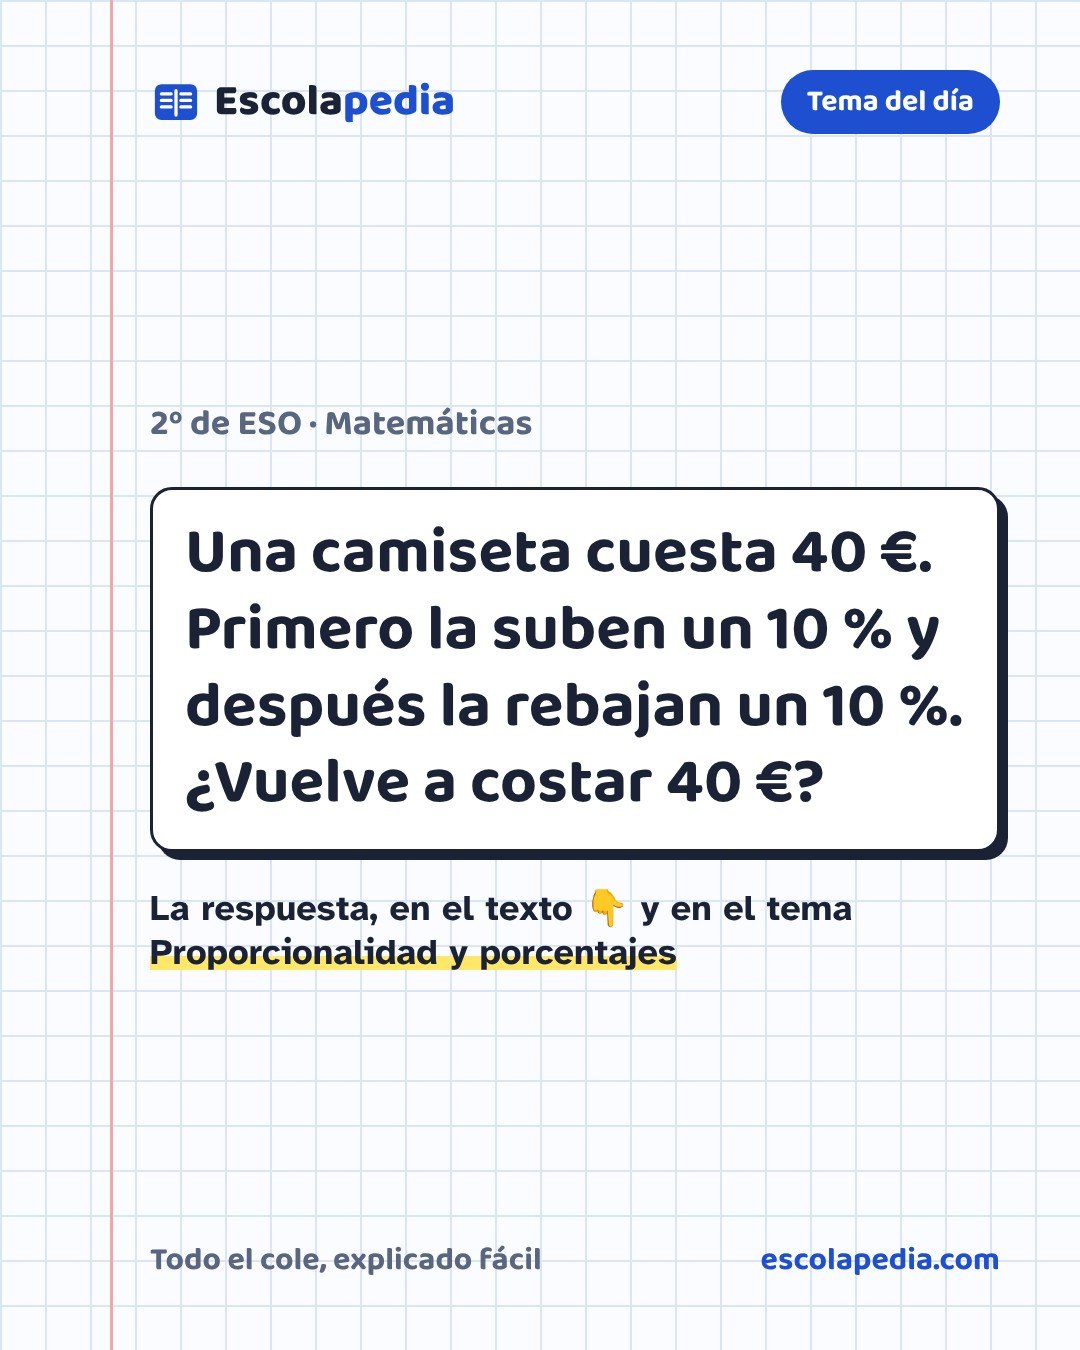 Escolapedia
Tema del día
2º de ESO · Matemáticas
Una camiseta cuesta 40 €.
Primero la suben un 10 % y
después la rebajan un 10 %.
¿Vuelve a costar 40 €?
La respuesta, en el texto 👇 y en el tema
Proporcionalidad y porcentajes
Todo el cole, explicado fácil
escolapedia.com